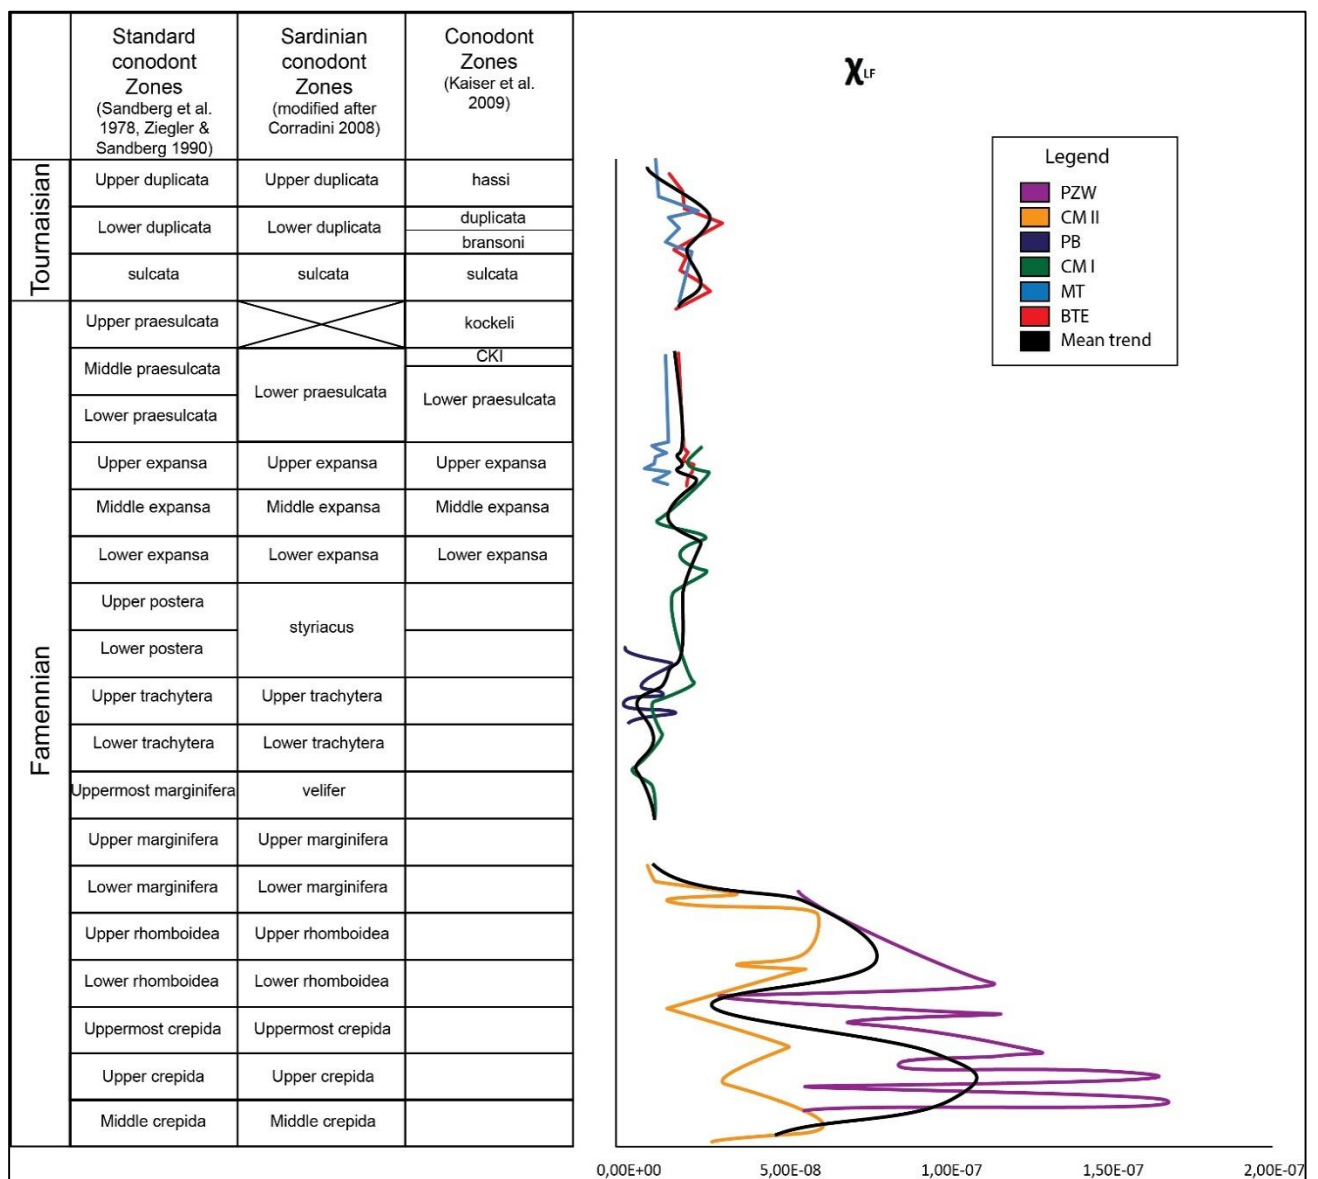 Standard
conodont
Zones
(Sandberg et al.
1978, Ziegler &
Sandberg 1990)
Sardinian
conodont
Zones
(modified after
Corradini 2008)
Conodont
Zones
(Kaiser et al.
2009)
χLF
Tournaisian
Upper duplicata
Upper duplicata
hassi
Lower duplicata
Lower duplicata
duplicata
bransoni
sulcata
sulcata
sulcata
Famennian
Upper praesulcata
kockeli
Middle praesulcata
Lower praesulcata
CKI
Lower praesulcata
Lower praesulcata
Upper expansa
Upper expansa
Upper expansa
Middle expansa
Middle expansa
Middle expansa
Lower expansa
Lower expansa
Lower expansa
Upper postera
styriacus
Lower postera
Upper trachytera
Upper trachytera
Lower trachytera
Lower trachytera
Uppermost marginifera
velifer
Upper marginifera
Upper marginifera
Lower marginifera
Lower marginifera
Upper rhomboidea
Upper rhomboidea
Lower rhomboidea
Lower rhomboidea
Uppermost crepida
Uppermost crepida
Upper crepida
Upper crepida
Middle crepida
Middle crepida
Legend
PZW
CM II
PB
CM I
MT
BTE
Mean trend
0,00E+00
5,00E-08
1,00E-07
1,50E-07
2,00E-07